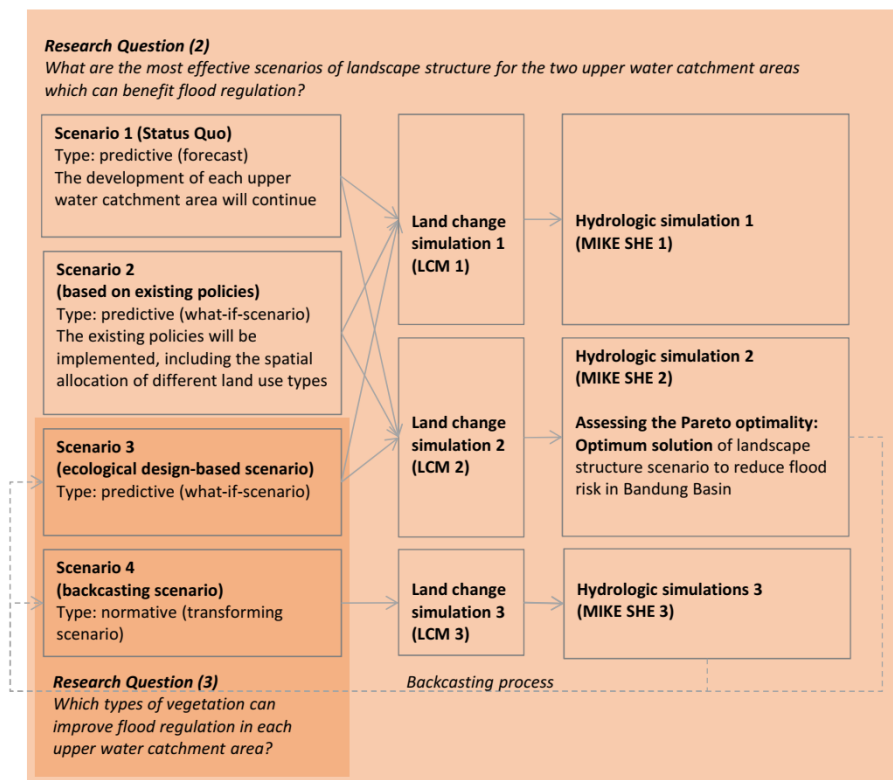 Research Question (2)
What are the most effective scenarios of landscape structure for the two upper water catchment areas
which can benefit flood regulation?
Scenario 1 (Status Quo)
Type: predictive (forecast)
The development of each upper
water catchment area will continue
Land change
simulation 1
(LCM 1)
Hydrologic simulation 1
(MIKE SHE 1)
Scenario 2
(based on existing policies)
Type: predictive (what-if-scenario)
The existing policies will be
implemented, including the spatial
allocation of different land use types
Land change
simulation 2
(LCM 2)
Hydrologic simulation 2
(MIKE SHE 2)
Assessing the Pareto optimality:
Optimum solution of landscape
structure scenario to reduce flood
risk in Bandung Basin
Scenario 3
(ecological design-based scenario)
Type: predictive (what-if-scenario)
Scenario 4
(backcasting scenario)
Type: normative (transforming
scenario)
Land change
simulation 3
(LCM 3)
Hydrologic simulations 3
(MIKE SHE 3)
Backcasting process
Research Question (3)
Which types of vegetation can
improve flood regulation in each
upper water catchment area?